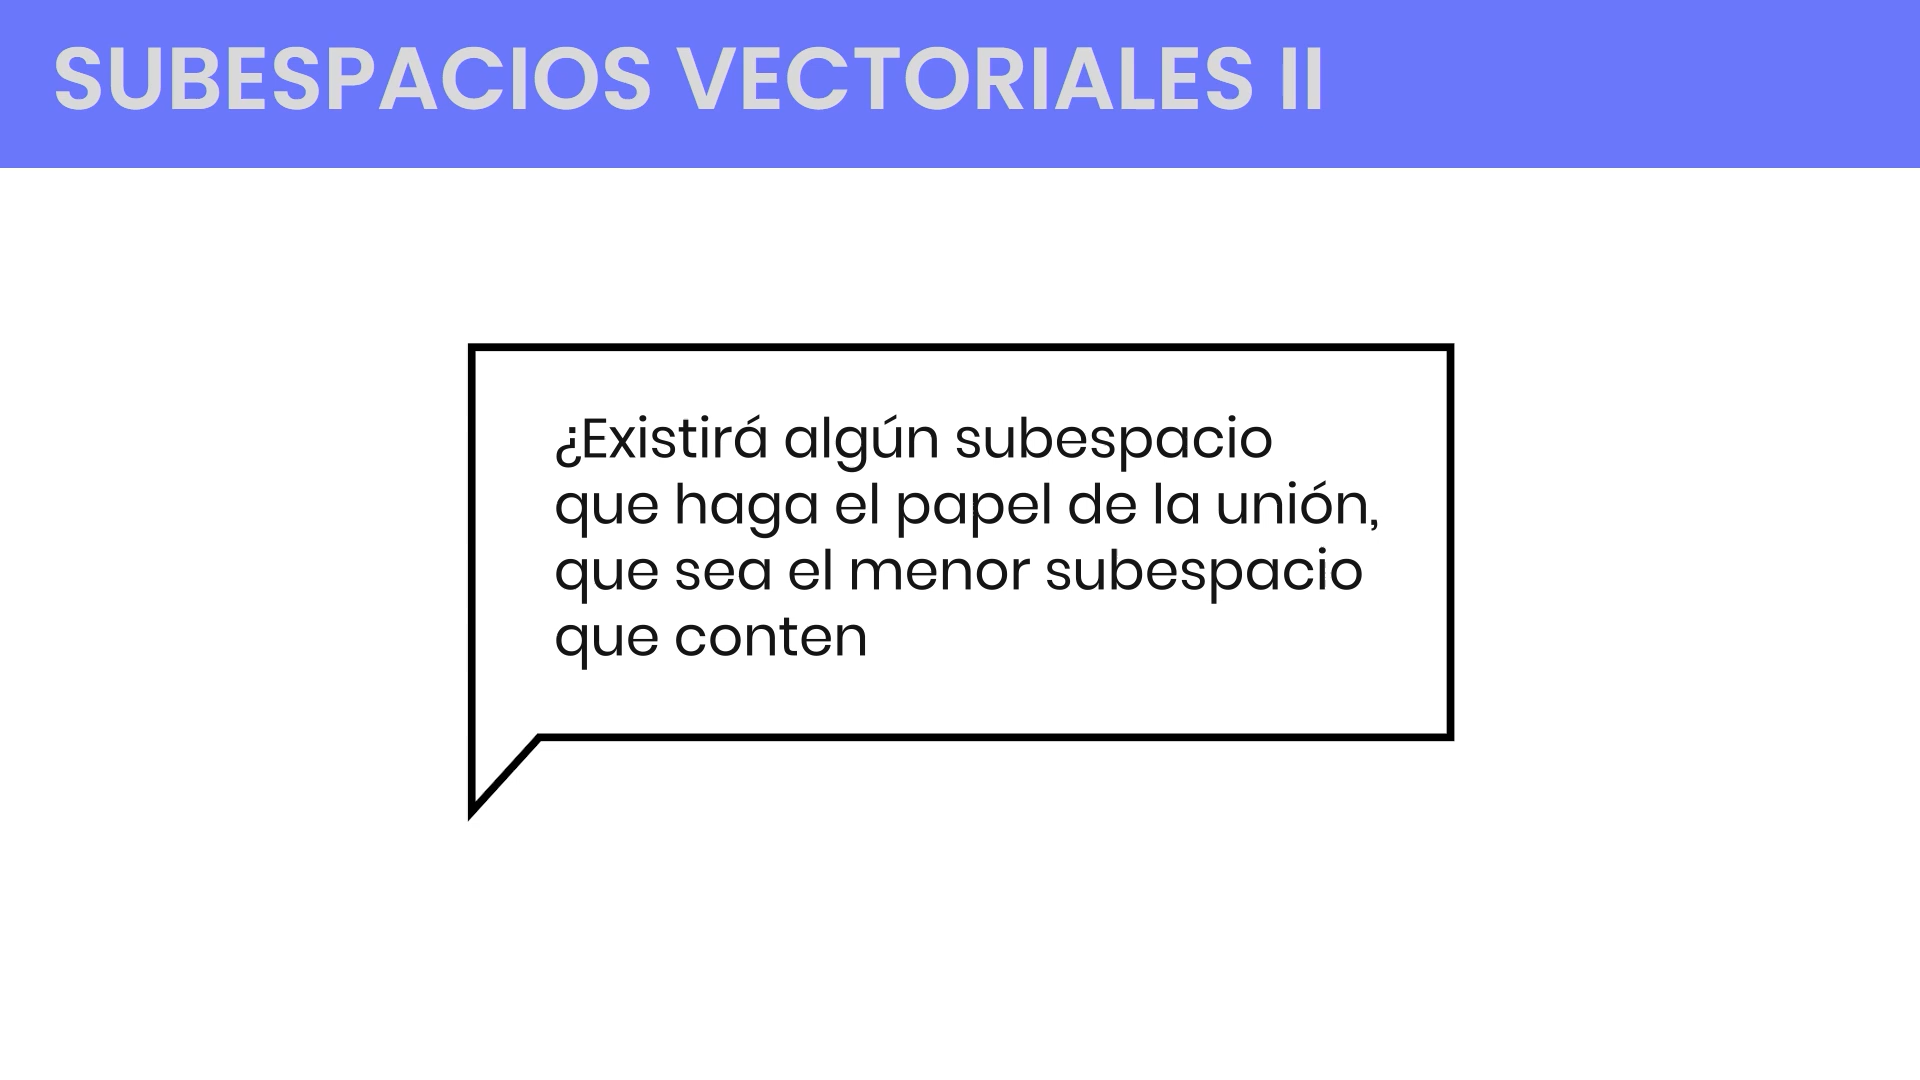 SUBESPACIOS VECTORIALES II
¿Existirá algún subespacio
que haga el papel de la unión,
que sea el menor subespacio
que conten